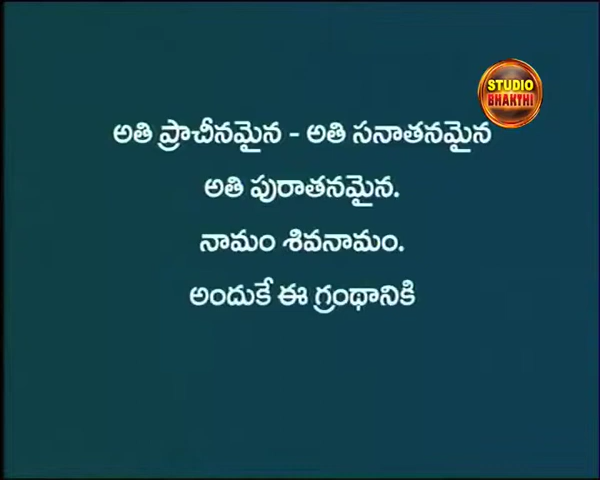 STUDIO
BHAKTHI
అతి ప్రాచీనమైన - అతి సనాతనమైన
అతి పురాతనమైన.
నామం శివనామం.
అందుకే ఈ గ్రంథానికి